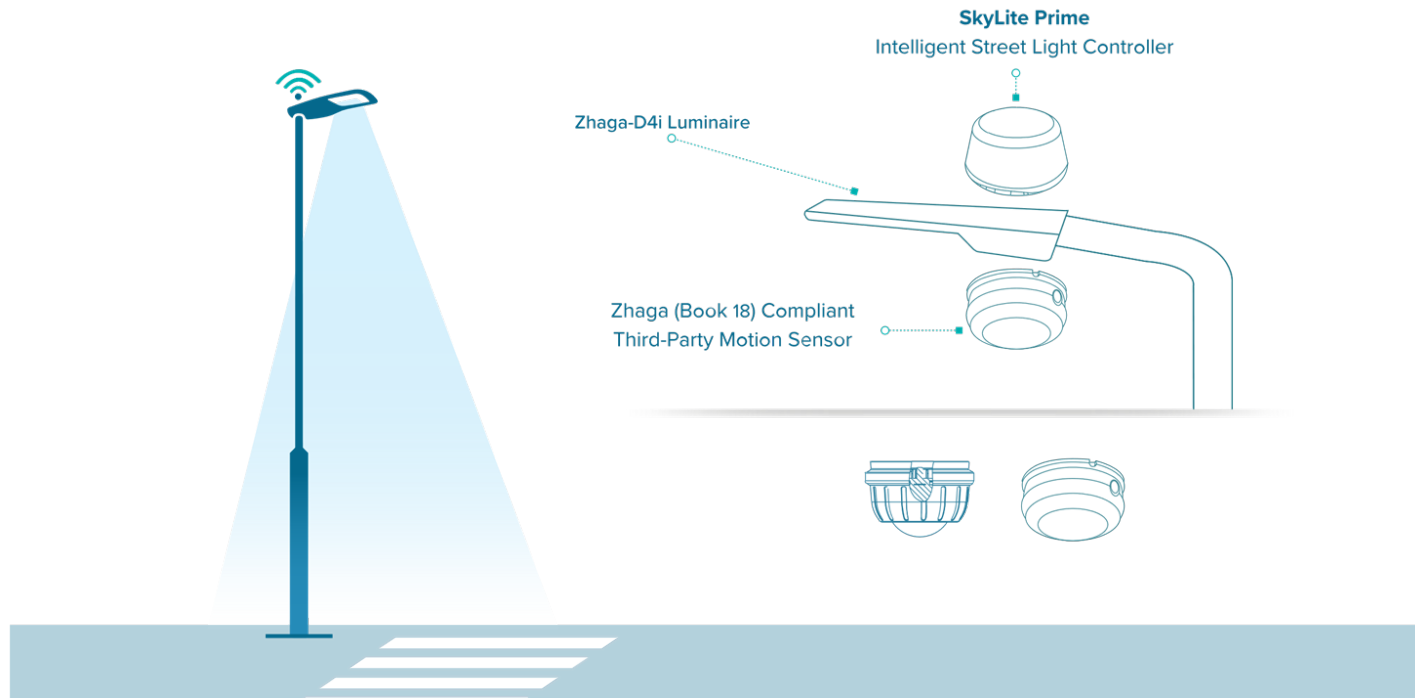 SkyLite Prime
Intelligent Street Light Controller
Zhaga-D4i Luminaire
Zhaga (Book 18) Compliant
Third-Party Motion Sensor